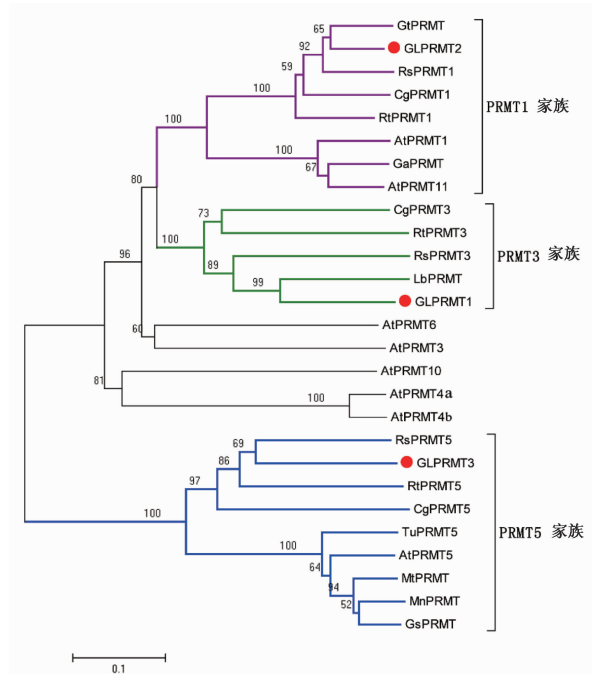 GtPRMT
65
GLPRMT2
92
RsPRMT1
59
CgPRMT1
100
RtPRMT1
PRMT1 家族
100
AtPRMT1
100
GaPRMT
67
AtPRMT11
80
CgPRMT3
73
RtPRMT3
100
RsPRMT3
PRMT3 家族
96
89
LbPRMT
99
GLPRMT1
AtPRMT6
60
AtPRMT3
AtPRMT10
81
AtPRMT4a
100
AtPRMT4b
RsPRMT5
69
GLPRMT3
86
RtPRMT5
97
CgPRMT5
100
PRMT5 家族
TuPRMT5
100
AtPRMT5
64
MtPRMT
94
MnPRMT
52
GsPRMT
0.1